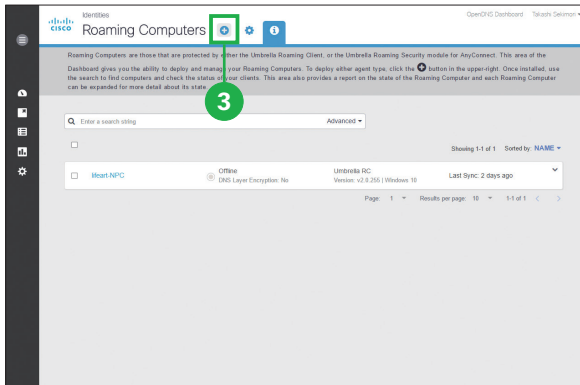 OpenDNS Dashboard Takashi Sekimori
Identities
CISCO
Roaming Computers
Roaming Computers are those that are protected by either the Umbrella Roaming Client, or the Umbrella Roaming Security module for AnyConnect. This area of the
Dashboard gives you the ability to deploy and manage your Roaming Computers. To deploy either agent type, click the button in the upper-right. Once installed, use
the search to find computers and check the status of your clients. This area also provides a report on the state of the Roaming Computer and each Roaming Computer
can be expanded for more detail about its state.
3
Enter a search string Advanced
Showing 1-1 of 1 Sorted by: NAME
Offline Umbrella RC
-NPC Last Sync: 2 days ago
DNS Layer Encryption: No Version: v2.0.255 | Windows 10
Page: 1 Results per page: 10 1-1 of 1 < >